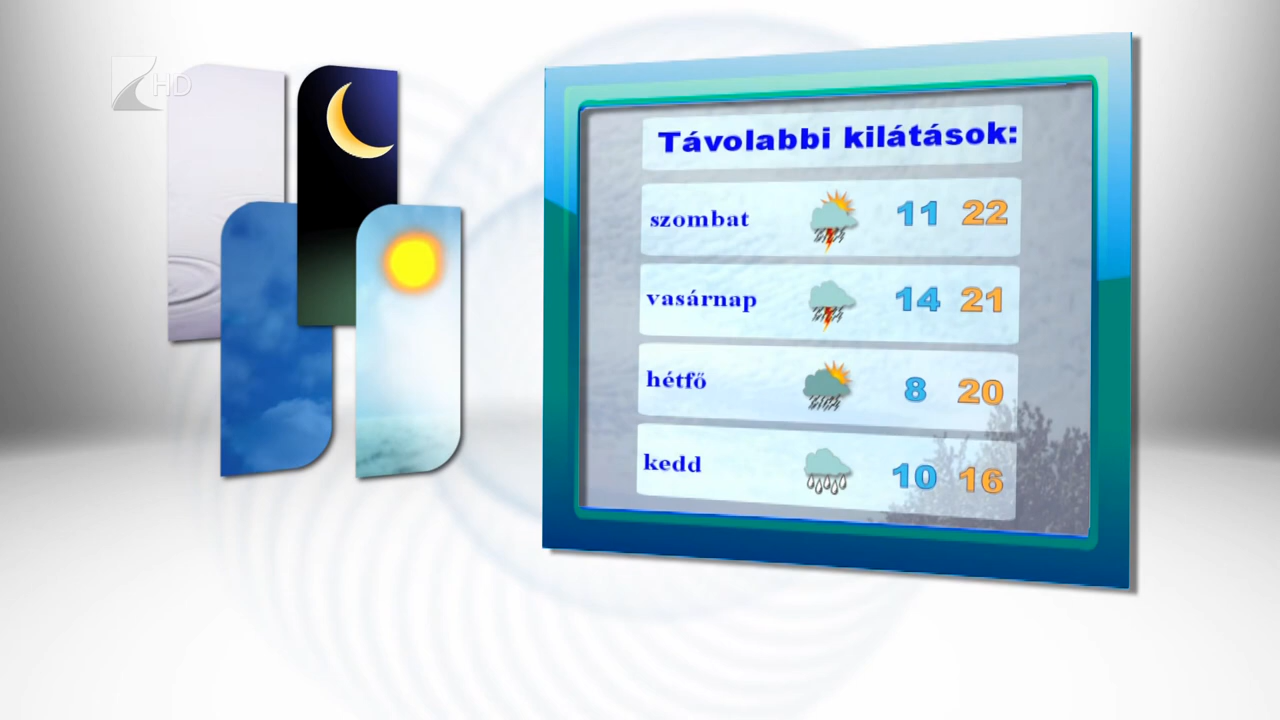 HD
Távolabbi kilátások:
szombat 11 22
vasárnap 14 21
hétfő 8 20
kedd 10 16